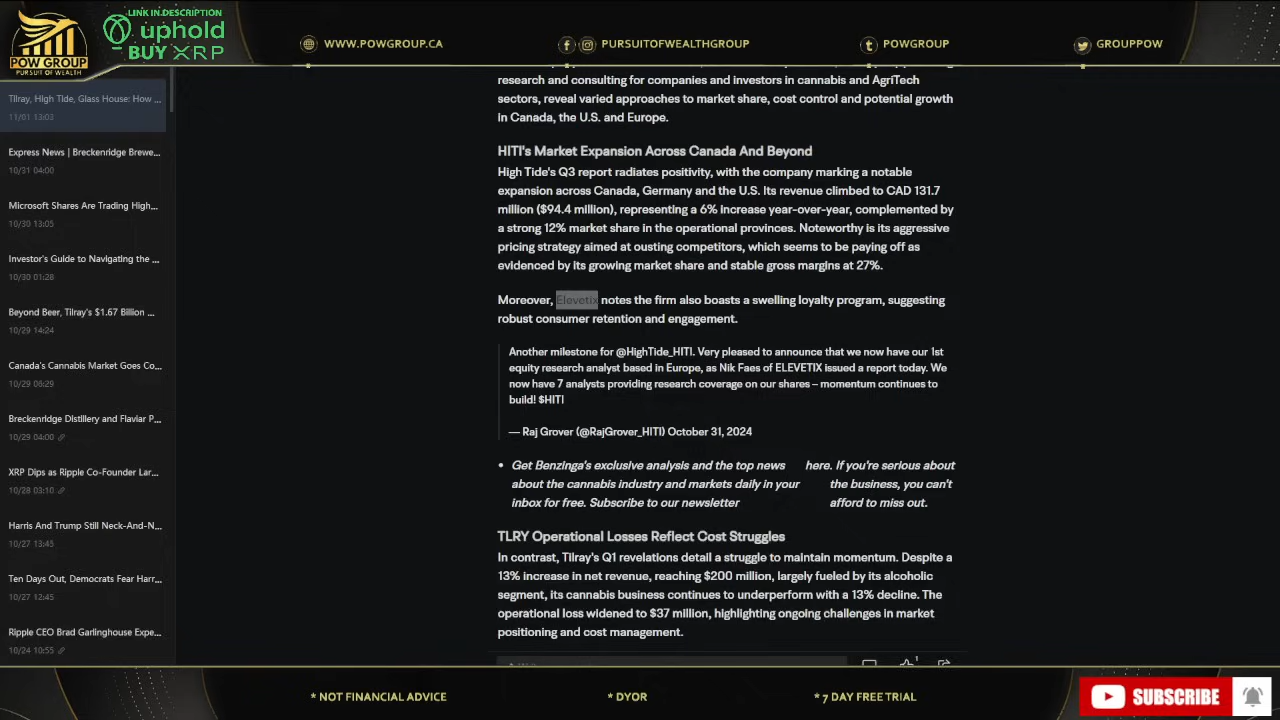 LINK IN DESCRIPTION
uphold
BUY XRP
POW GROUP
PURSUIT OF WEALTH
WWW.POWGROUP.CA
PURSUITOFWEALTHGROUP
POWGROUP
GROUPPOW
Tilray, High Tide, Glass House: How ...
11/01 13:03
Express News | Breckenridge Brewe...
10/31 04:00
Microsoft Shares Are Trading High...
10/30 13:05
Investor's Guide to Navigating the ...
10/30 01:28
Beyond Beer, Tilray's $1.67 Billion ...
10/29 14:24
Canada's Cannabis Market Goes Co...
10/29 06:29
Breckenridge Distillery and Flaviar P...
10/29 04:00
XRP Dips as Ripple Co-Founder Lar...
10/28 03:10
Harris And Trump Still Neck-And-N...
10/27 13:45
Ten Days Out, Democrats Fear Harr...
10/27 12:45
Ripple CEO Brad Garlinghouse Expe...
10/24 10:55
research and consulting for companies and investors in cannabis and AgriTech
sectors, reveal varied approaches to market share, cost control and potential growth
in Canada, the U.S. and Europe.
HITI's Market Expansion Across Canada And Beyond
High Tide's Q3 report radiates positivity, with the company marking a notable
expansion across Canada, Germany and the U.S. Its revenue climbed to CAD 131.7
million ($94.4 million), representing a 6% increase year-over-year, complemented by
a strong 12% market share in the operational provinces. Noteworthy is its aggressive
pricing strategy aimed at ousting competitors, which seems to be paying off as
evidenced by its growing market share and stable gross margins at 27%.
Moreover, Elevetix notes the firm also boasts a swelling loyalty program, suggesting
robust consumer retention and engagement.
Another milestone for @HighTide_HITI. Very pleased to announce that we now have our 1st
equity research analyst based in Europe, as Nik Faes of ELEVETIX issued a report today. We
now have 7 analysts providing research coverage on our shares – momentum continues to
build! $HITI
— Raj Grover (@RajGrover_HITI) October 31, 2024
• Get Benzinga's exclusive analysis and the top news here. If you're serious about
about the cannabis industry and markets daily in your the business, you can't
inbox for free. Subscribe to our newsletter afford to miss out.
TLRY Operational Losses Reflect Cost Struggles
In contrast, Tilray's Q1 revelations detail a struggle to maintain momentum. Despite a
13% increase in net revenue, reaching $200 million, largely fueled by its alcoholic
segment, its cannabis business continues to underperform with a 13% decline. The
operational loss widened to $37 million, highlighting ongoing challenges in market
positioning and cost management.
1
* NOT FINANCIAL ADVICE
* DYOR
* 7 DAY FREE TRIAL
SUBSCRIBE